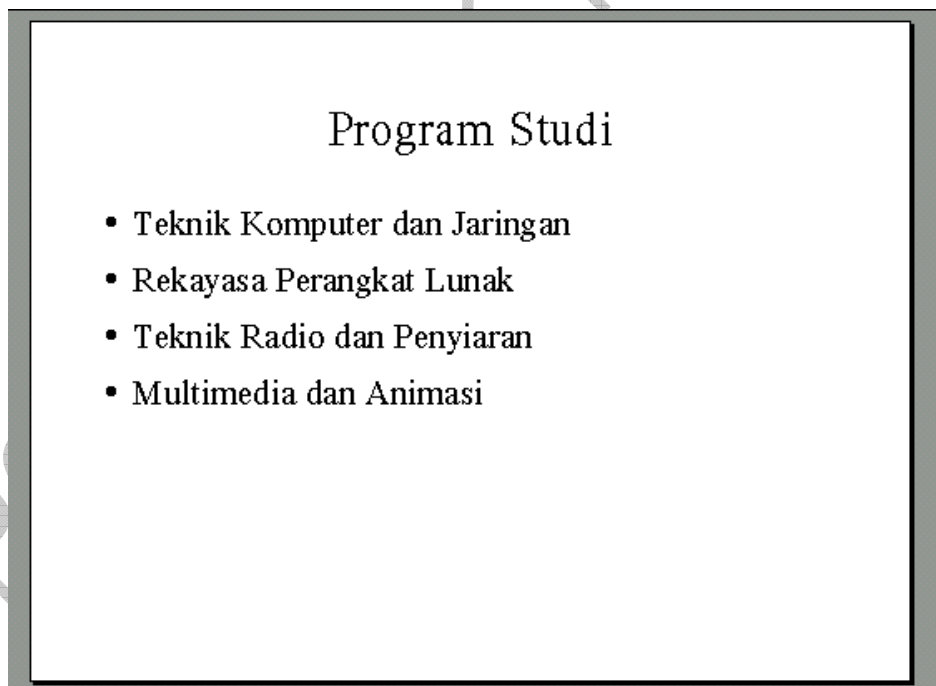 Program Studi
• Teknik Komputer dan Jaringan
• Rekayasa Perangkat Lunak
• Teknik Radio dan Penyiaran
• Multimedia dan Animasi